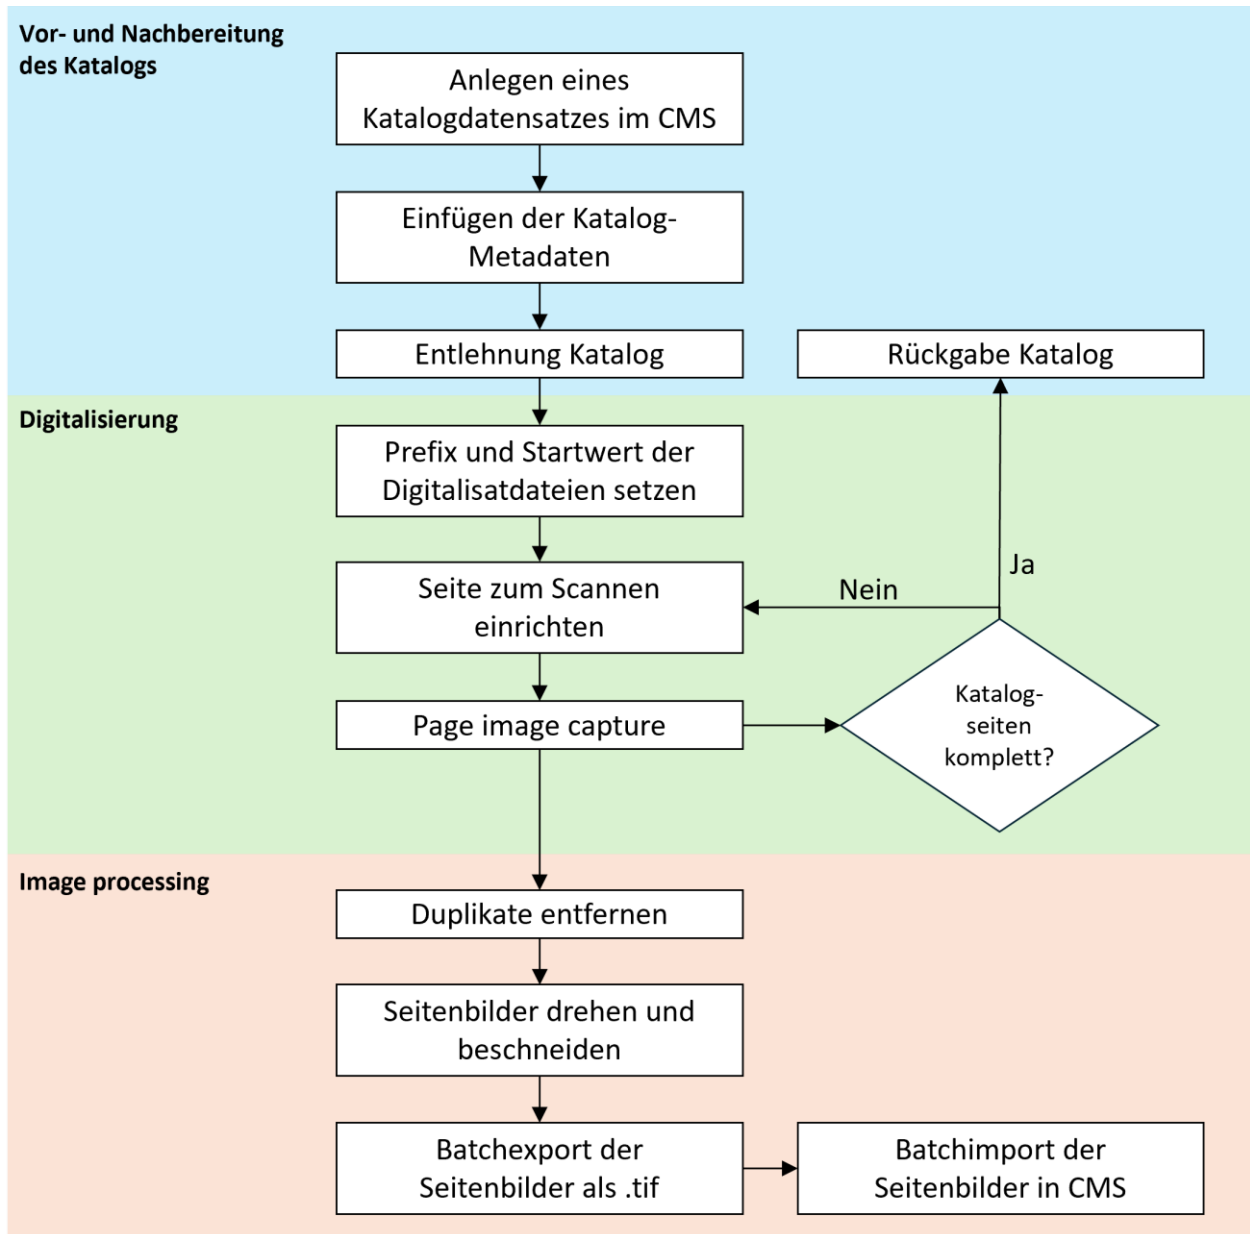 Vor- und Nachbereitung
des Katalogs
Anlegen eines
Katalogdatensatzes im CMS
Einfügen der Katalog-
Metadaten
Entlehnung Katalog
Rückgabe Katalog
Digitalisierung
Prefix und Startwert der
Digitalisatdateien setzen
Seite zum Scannen
einrichten
Nein
Ja
Page image capture
Katalog-
seiten
komplett?
Image processing
Duplikate entfernen
Seitenbilder drehen und
beschneiden
Batchexport der
Seitenbilder als .tif
Batchimport der
Seitenbilder in CMS